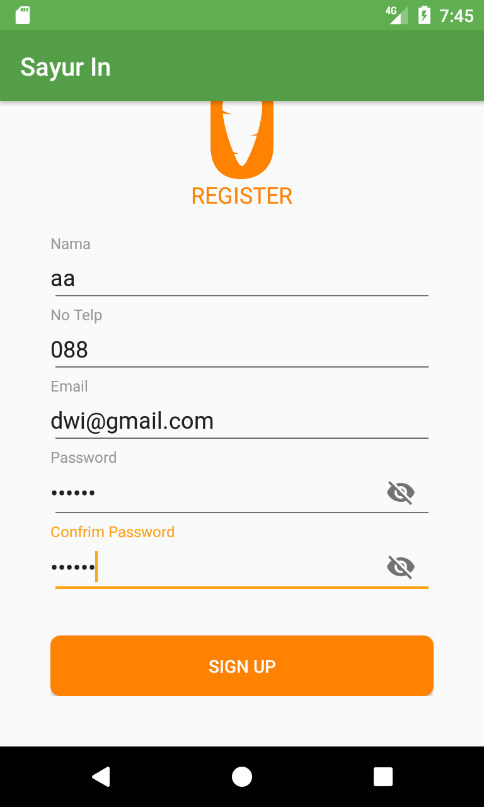 4G 7:45
Sayur In
REGISTER
Nama
aa
No Telp
088
Email
dwi@gmail.com
Password
••••••
Confrim Password
••••••
SIGN UP